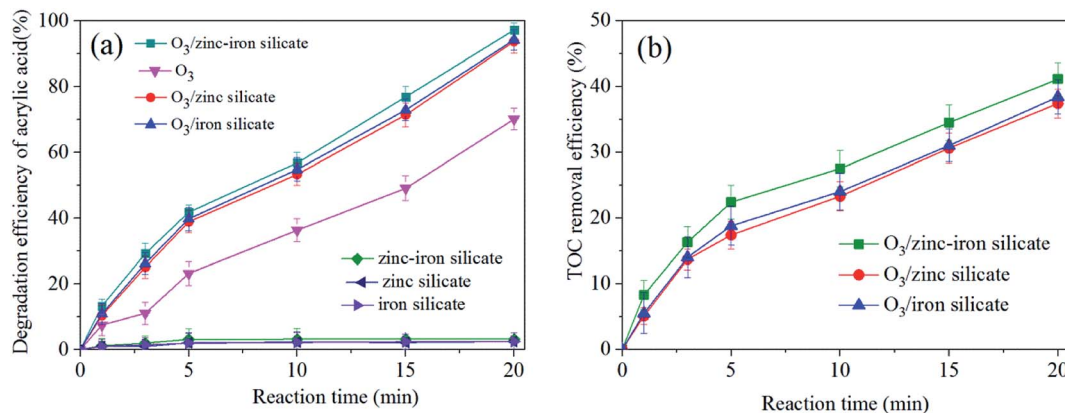 (a)
Degradation efficiency of acrylic acid(%)
100
80
60
40
20
0
O3/zinc-iron silicate
O3
O3/zinc silicate
O3/iron silicate
zinc-iron silicate
zinc silicate
iron silicate
0 5 10 15 20
Reaction time (min)
(b)
TOC removal efficiency (%)
50
40
30
20
10
0
O3/zinc-iron silicate
O3/zinc silicate
O3/iron silicate
0 5 10 15 20
Reaction time (min)